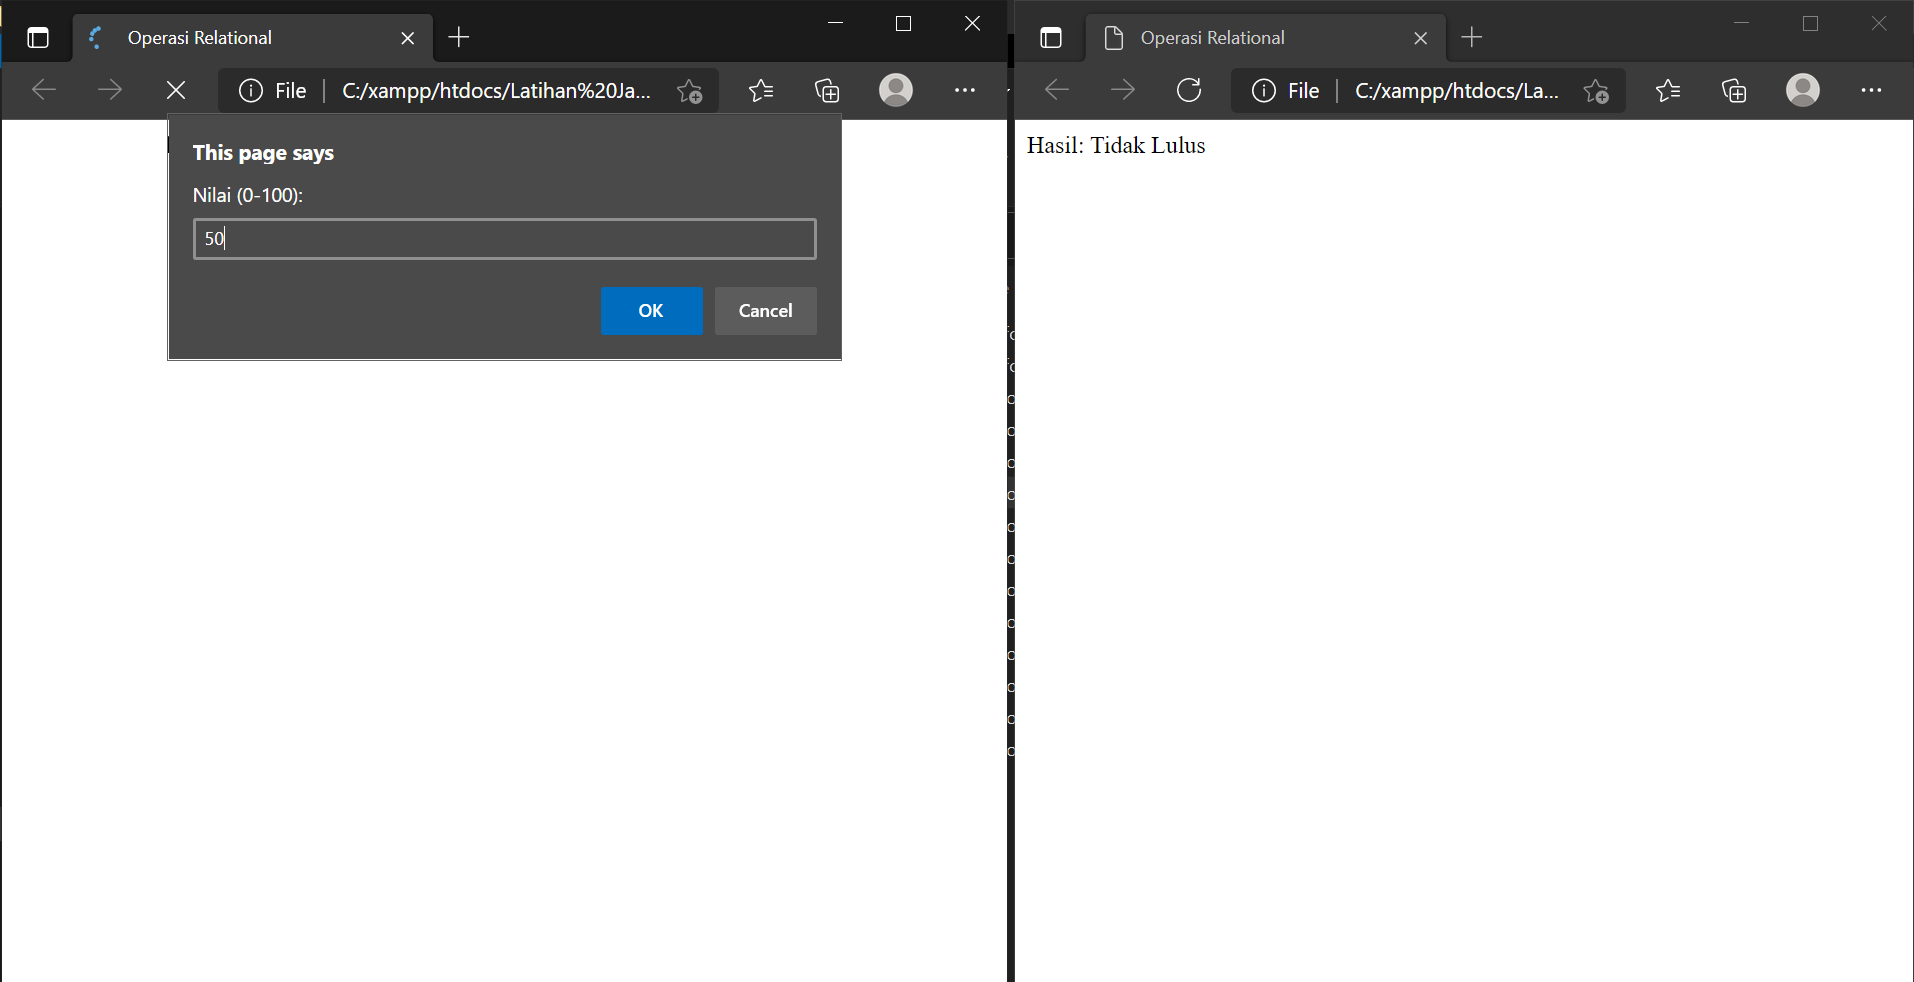 Operasi Relational
File
C:/xampp/htdocs/Latihan%20Ja...
This page says
Nilai (0-100):
50
OK
Cancel
Operasi Relational
File
C:/xampp/htdocs/La...
Hasil: Tidak Lulus